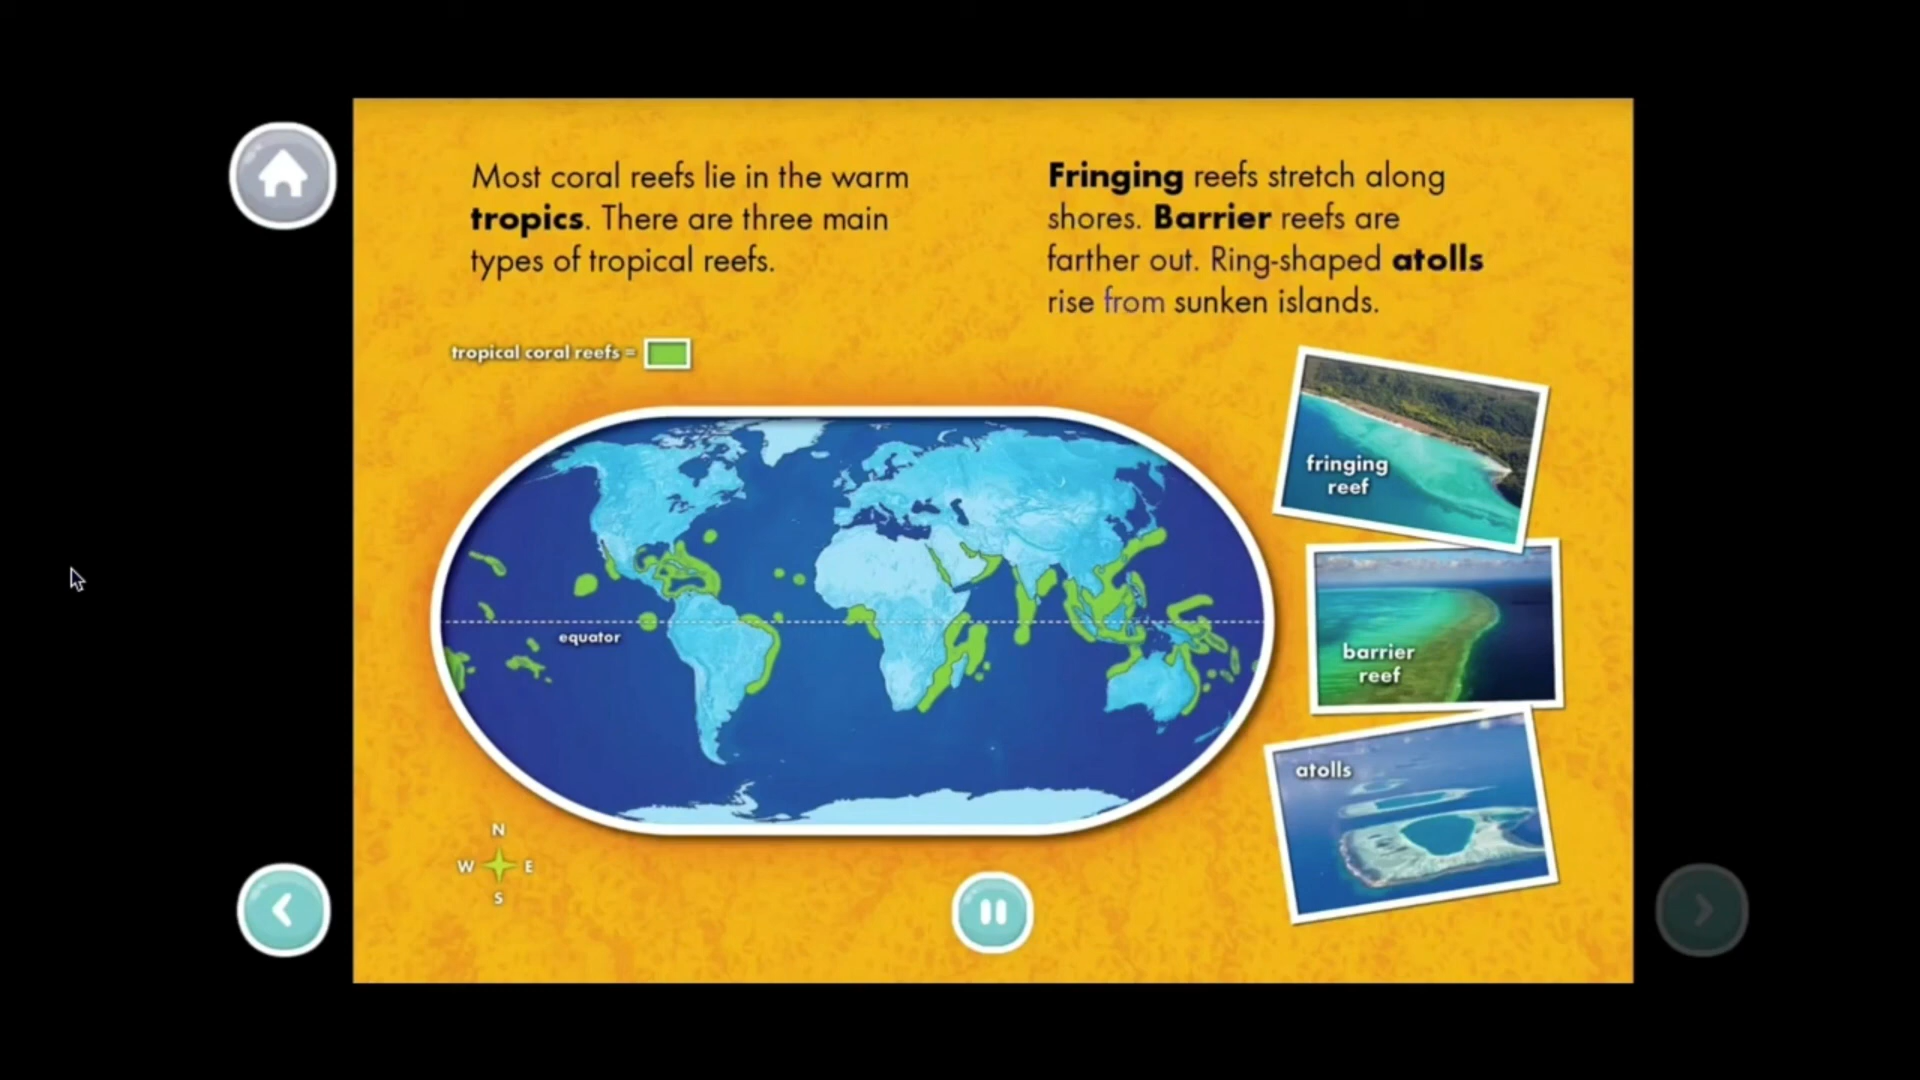 Most coral reefs lie in the warm
tropics. There are three main
types of tropical reefs.
Fringing reefs stretch along
shores. Barrier reefs are
farther out. Ring-shaped atolls
rise from sunken islands.
tropical coral reefs =
equator
fringing
reef
barrier
reef
atolls
N
W E
S